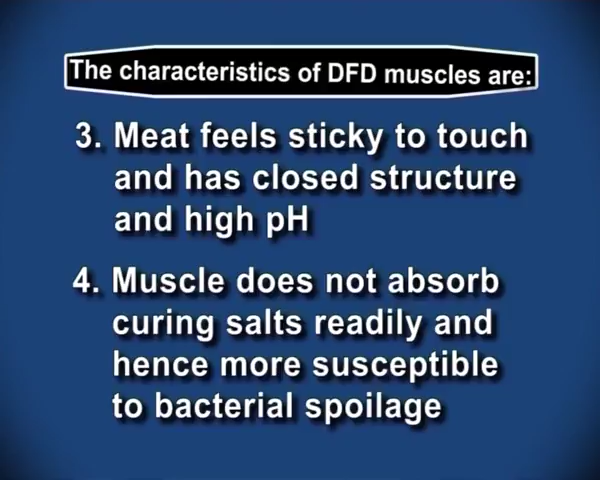 The characteristics of DFD muscles are:
3. Meat feels sticky to touch
and has closed structure
and high pH
4. Muscle does not absorb
curing salts readily and
hence more susceptible
to bacterial spoilage